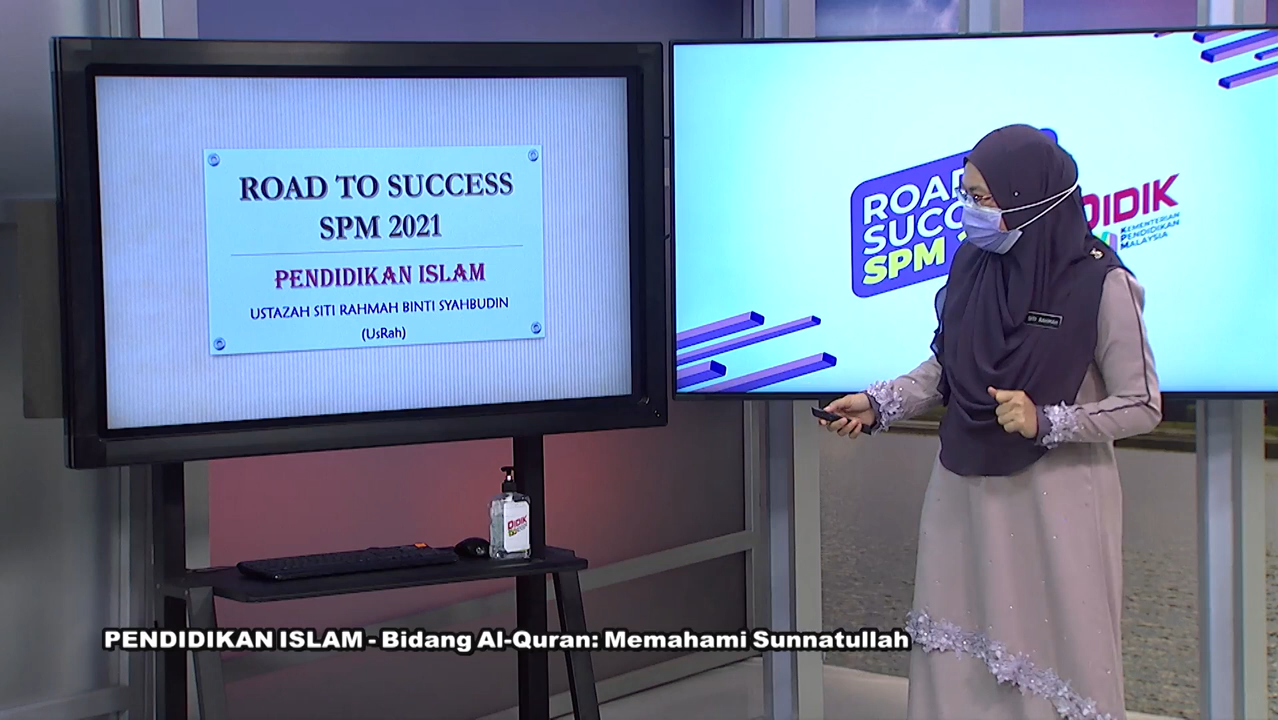 ROAD TO SUCCESS
SPM 2021
PENDIDIKAN ISLAM
USTAZAH SITI RAHMAH BINTI SYAHBUDIN
(UsRah)
ROAD
SUCC
SPM
DIDIK
KEMENTERIAN
PENDIDIKAN
MALAYSIA
DIDIK
PENDIDIKAN ISLAM - Bidang Al-Quran: Memahami Sunnatullah